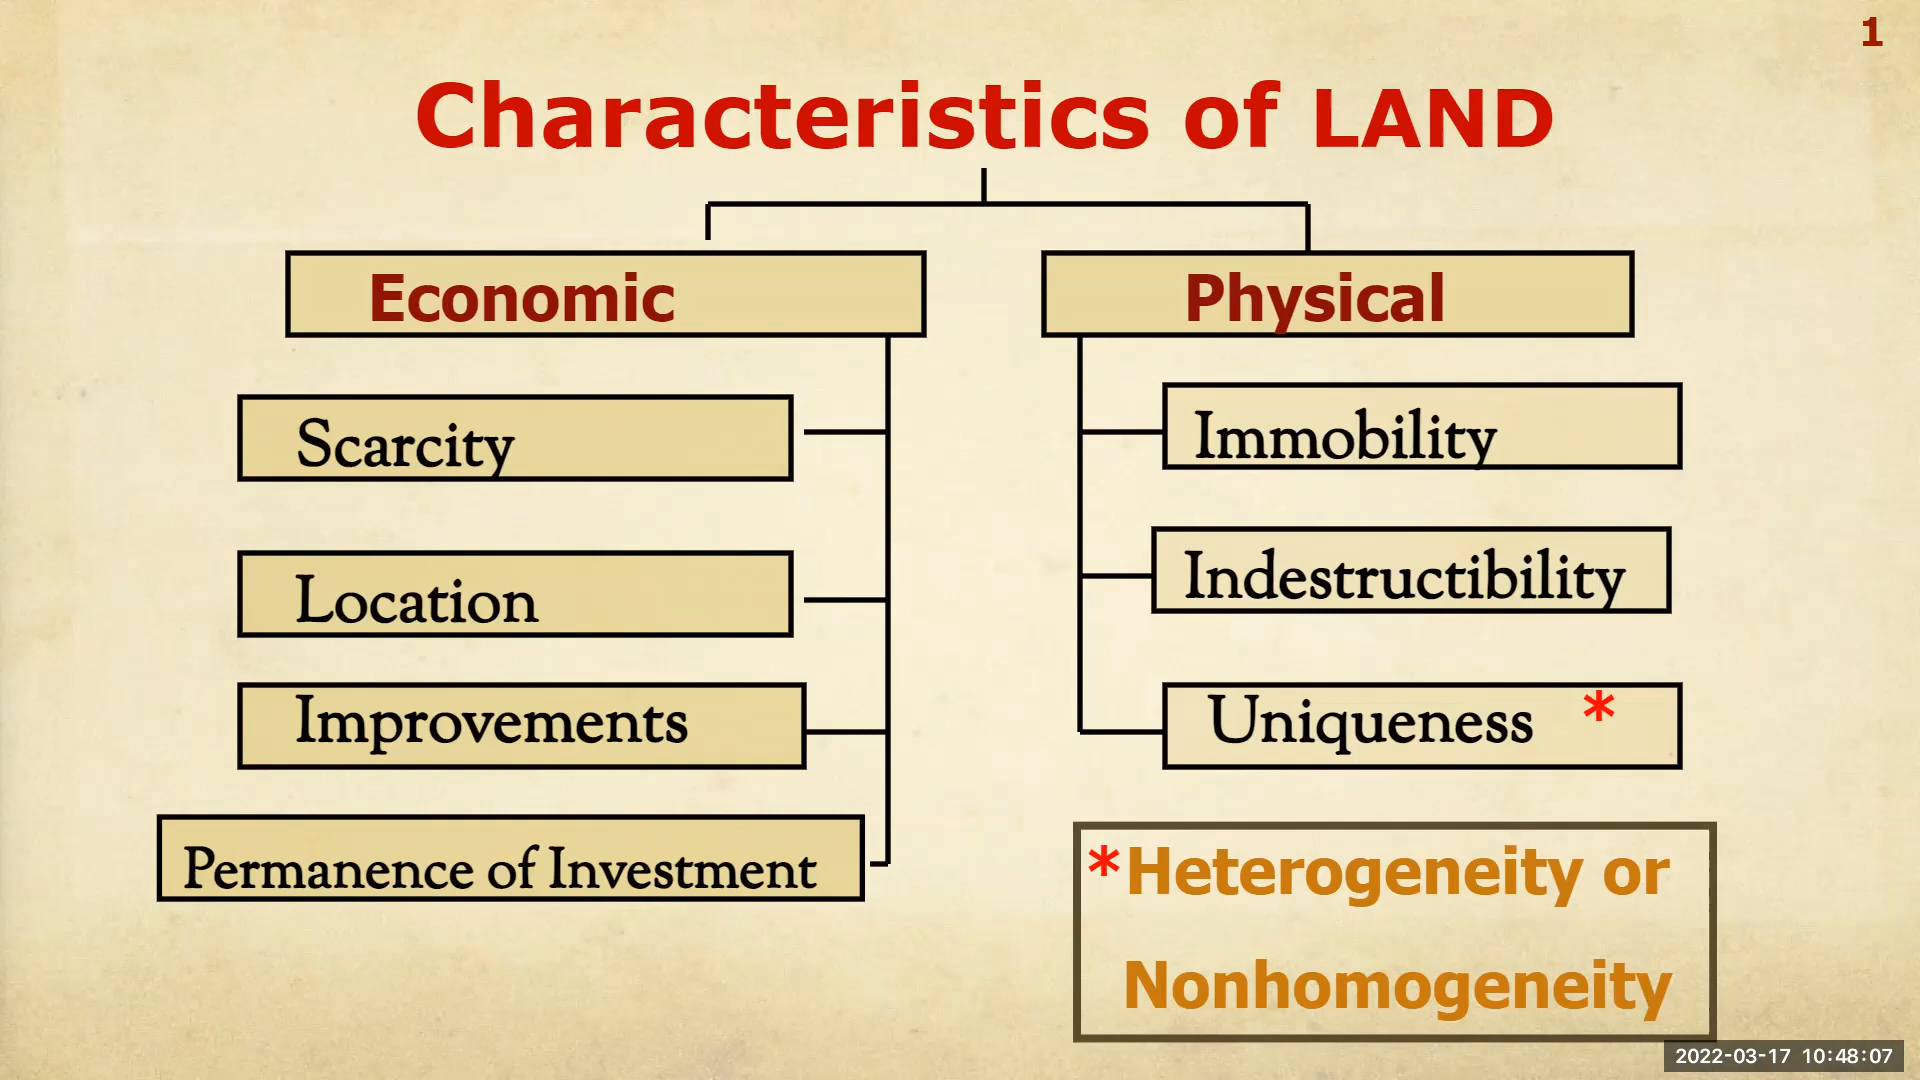 1
Characteristics of LAND
Economic
Scarcity
Location
Improvements
Permanence of Investment
Physical
Immobility
Indestructibility
Uniqueness *
*Heterogeneity or
Nonhomogeneity
2022-03-17 10:48:07